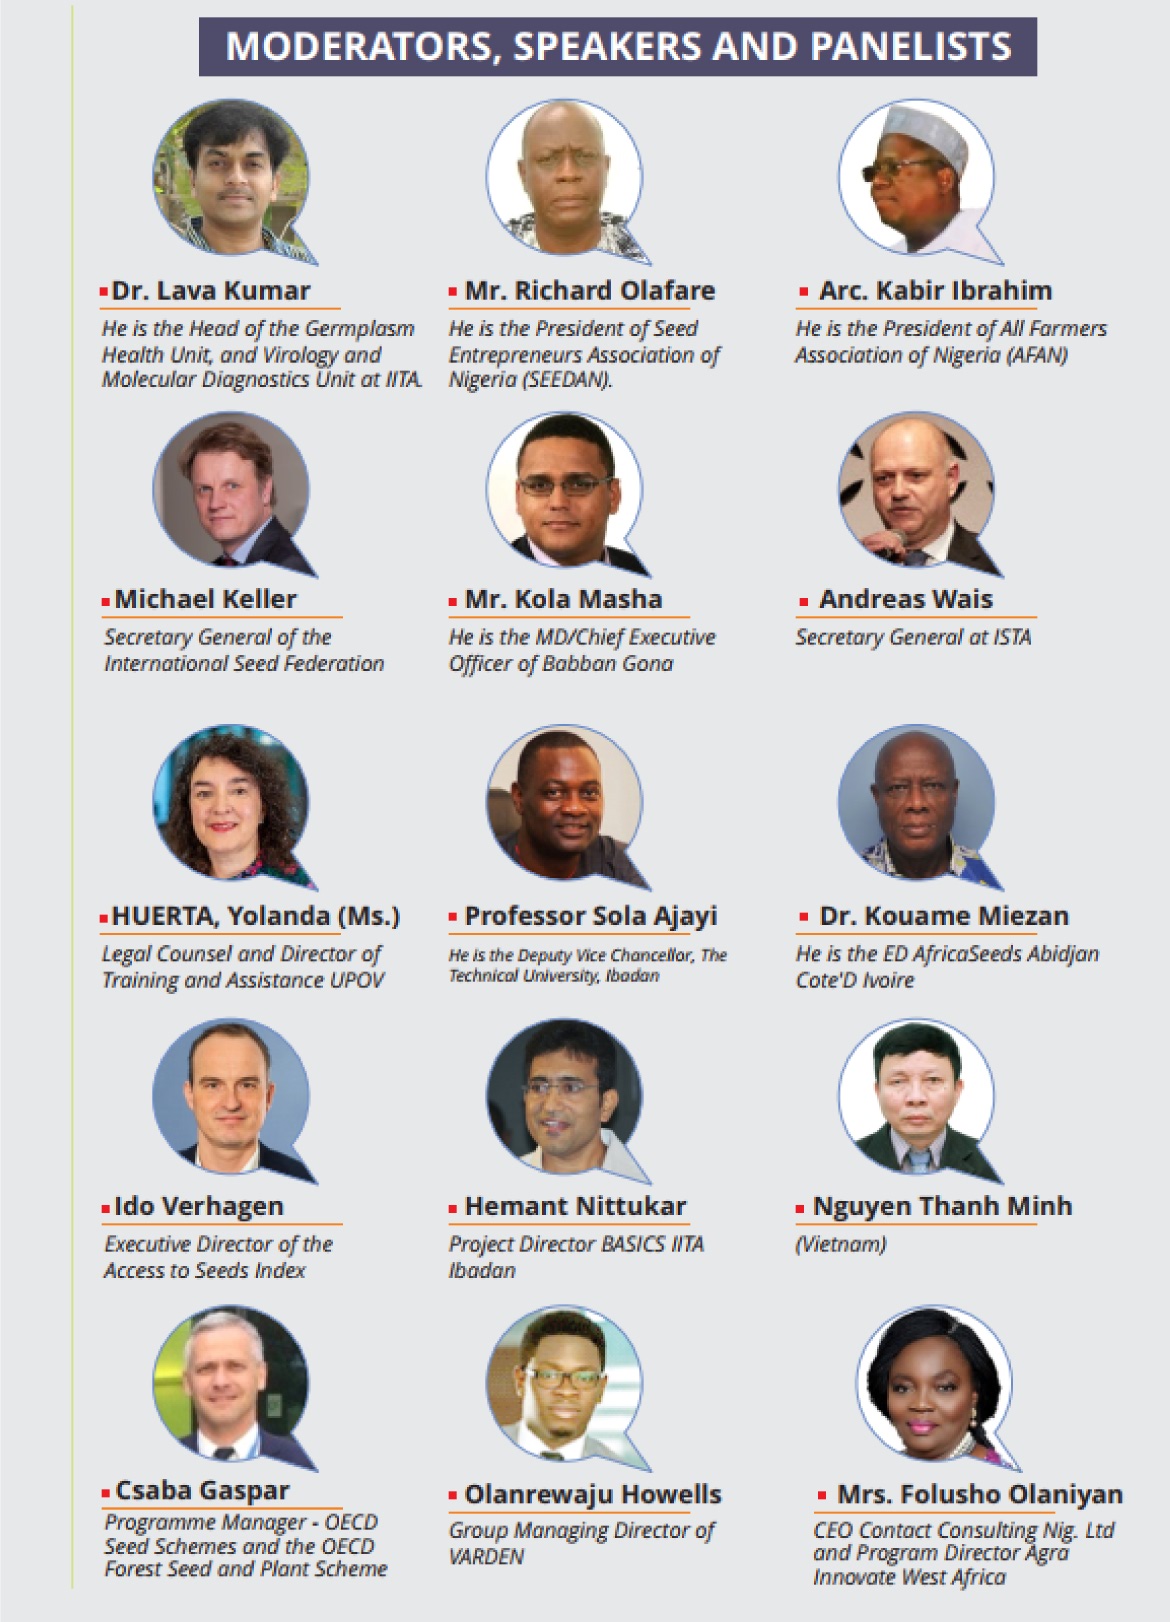 MODERATORS, SPEAKERS AND PANELISTS
Dr. Lava Kumar
He is the Head of the Germplasm
Health Unit, and Virology and
Molecular Diagnostics Unit at IITA.
Mr. Richard Olafare
He is the President of Seed
Entrepreneurs Association of
Nigeria (SEEDAN).
Arc. Kabir Ibrahim
He is the President of All Farmers
Association of Nigeria (AFAN)
Michael Keller
Secretary General of the
International Seed Federation
Mr. Kola Masha
He is the MD/Chief Executive
Officer of Babban Gona
Andreas Wais
Secretary General at ISTA
HUERTA, Yolanda (Ms.)
Legal Counsel and Director of
Training and Assistance UPOV
Professor Sola Ajayi
He is the Deputy Vice Chancellor, The
Technical University, Ibadan
Dr. Kouame Miezan
He is the ED AfricaSeeds Abidjan
Cote'D Ivoire
Ido Verhagen
Executive Director of the
Access to Seeds Index
Hemant Nittukar
Project Director BASICS IITA
Ibadan
Nguyen Thanh Minh
(Vietnam)
Csaba Gaspar
Programme Manager - OECD
Seed Schemes and the OECD
Forest Seed and Plant Scheme
Olanrewaju Howells
Group Managing Director of
VARDEN
Mrs. Folusho Olaniyan
CEO Contact Consulting Nig. Ltd
and Program Director Agra
Innovate West Africa